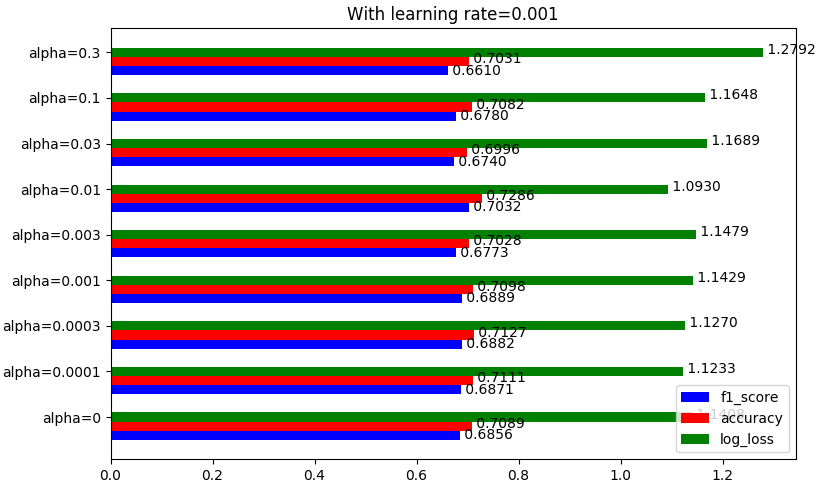 With learning rate=0.001
alpha=0.3
1.2792
0.7031
0.6610
alpha=0.1
1.1648
0.7082
0.6780
alpha=0.03
1.1689
0.6996
0.6740
alpha=0.01
1.0930
0.7286
0.7032
alpha=0.003
1.1479
0.7028
0.6773
alpha=0.001
1.1429
0.7098
0.6889
alpha=0.0003
1.1270
0.7127
0.6882
alpha=0.0001
1.1233
0.7111
0.6871
alpha=0
0.7089
0.6856
f1_score
accuracy
log_loss
0.0 0.2 0.4 0.6 0.8 1.0 1.2